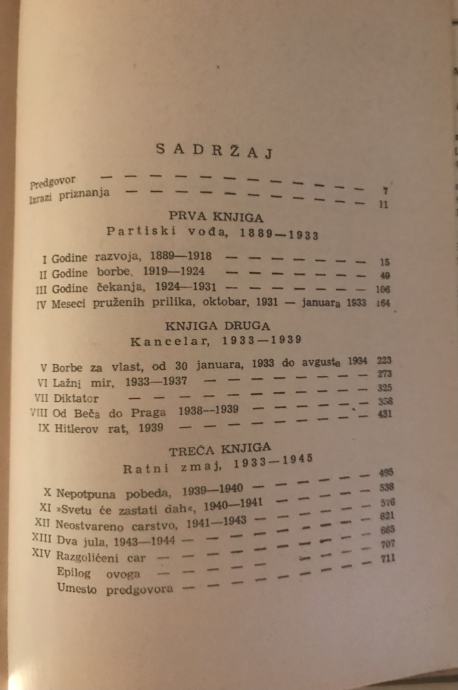 SADRŽAJ
Predgovor — — — — — — — — — — — 7
Izrazi priznanja — — — — — — — — — — 11
PRVA KNJIGA
Partiski vođa, 1889—1933
I Godine razvoja, 1889—1918 — — — — — — — 15
II Godine borbe, 1919—1924 — — — — — — — 49
III Godine čekanja, 1924—1931 — — — — — — — 106
IV Meseci pruženih prilika, oktobar, 1931 — januara 1933 164
KNJIGA DRUGA
Kancelar, 1933—1939
V Borbe za vlast, od 30 januara, 1933 do avgusta 1934 223
VI Lažni mir, 1933—1937 — — — — — — — — 273
VII Diktator — — — — — — — — — — — 325
VIII Od Beča do Praga 1938—1939 — — — — — — 358
IX Hitlerov rat, 1939 — — — — — — — — — 431
TREĆA KNJIGA
Ratni zmaj, 1933—1945
X Nepotpuna pobeda, 1939—1940 — — — — — — 495
XI »Svetu će zastati dah«, 1940—1941 — — — — — 538
XII Neostvareno carstvo, 1941—1943 — — — — — — 576
XIII Dva jula, 1943—1944 — — — — — — — — 621
XIV Razgolićeni car — — — — — — — — — 665
Epilog ovoga — — — — — — — — — — 707
Umesto predgovora — — — — — — — — — 711